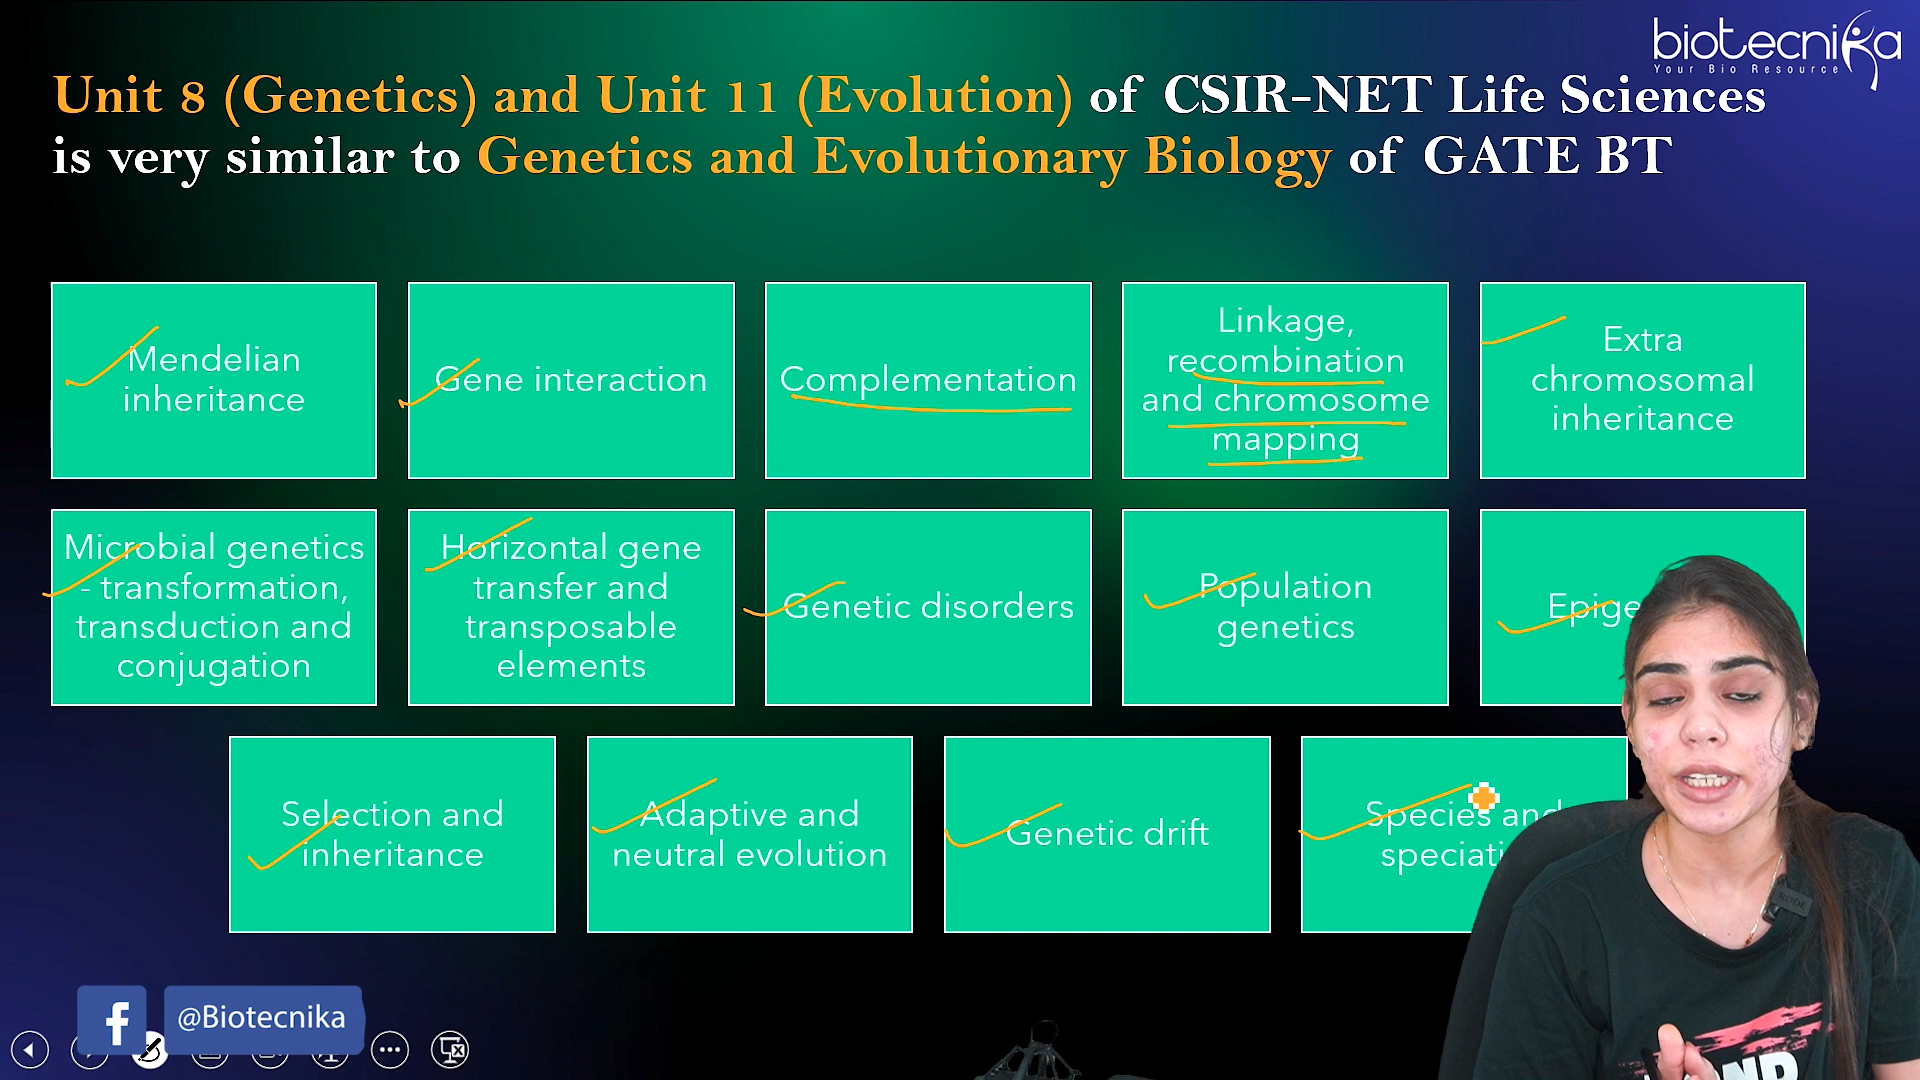 biotecnika
Your Bio Resource
Unit 8 (Genetics) and Unit 11 (Evolution) of CSIR-NET Life Sciences
is very similar to Genetics and Evolutionary Biology of GATE BT
Mendelian
inheritance
Gene interaction
Complementation
Linkage,
recombination
and chromosome
mapping
Extra
chromosomal
inheritance
Microbial genetics
- transformation,
transduction and
conjugation
Horizontal gene
transfer and
transposable
elements
Genetic disorders
Population
genetics
Selection and
inheritance
Adaptive and
neutral evolution
Genetic drift
Species and
f @Biotecnika
RODE